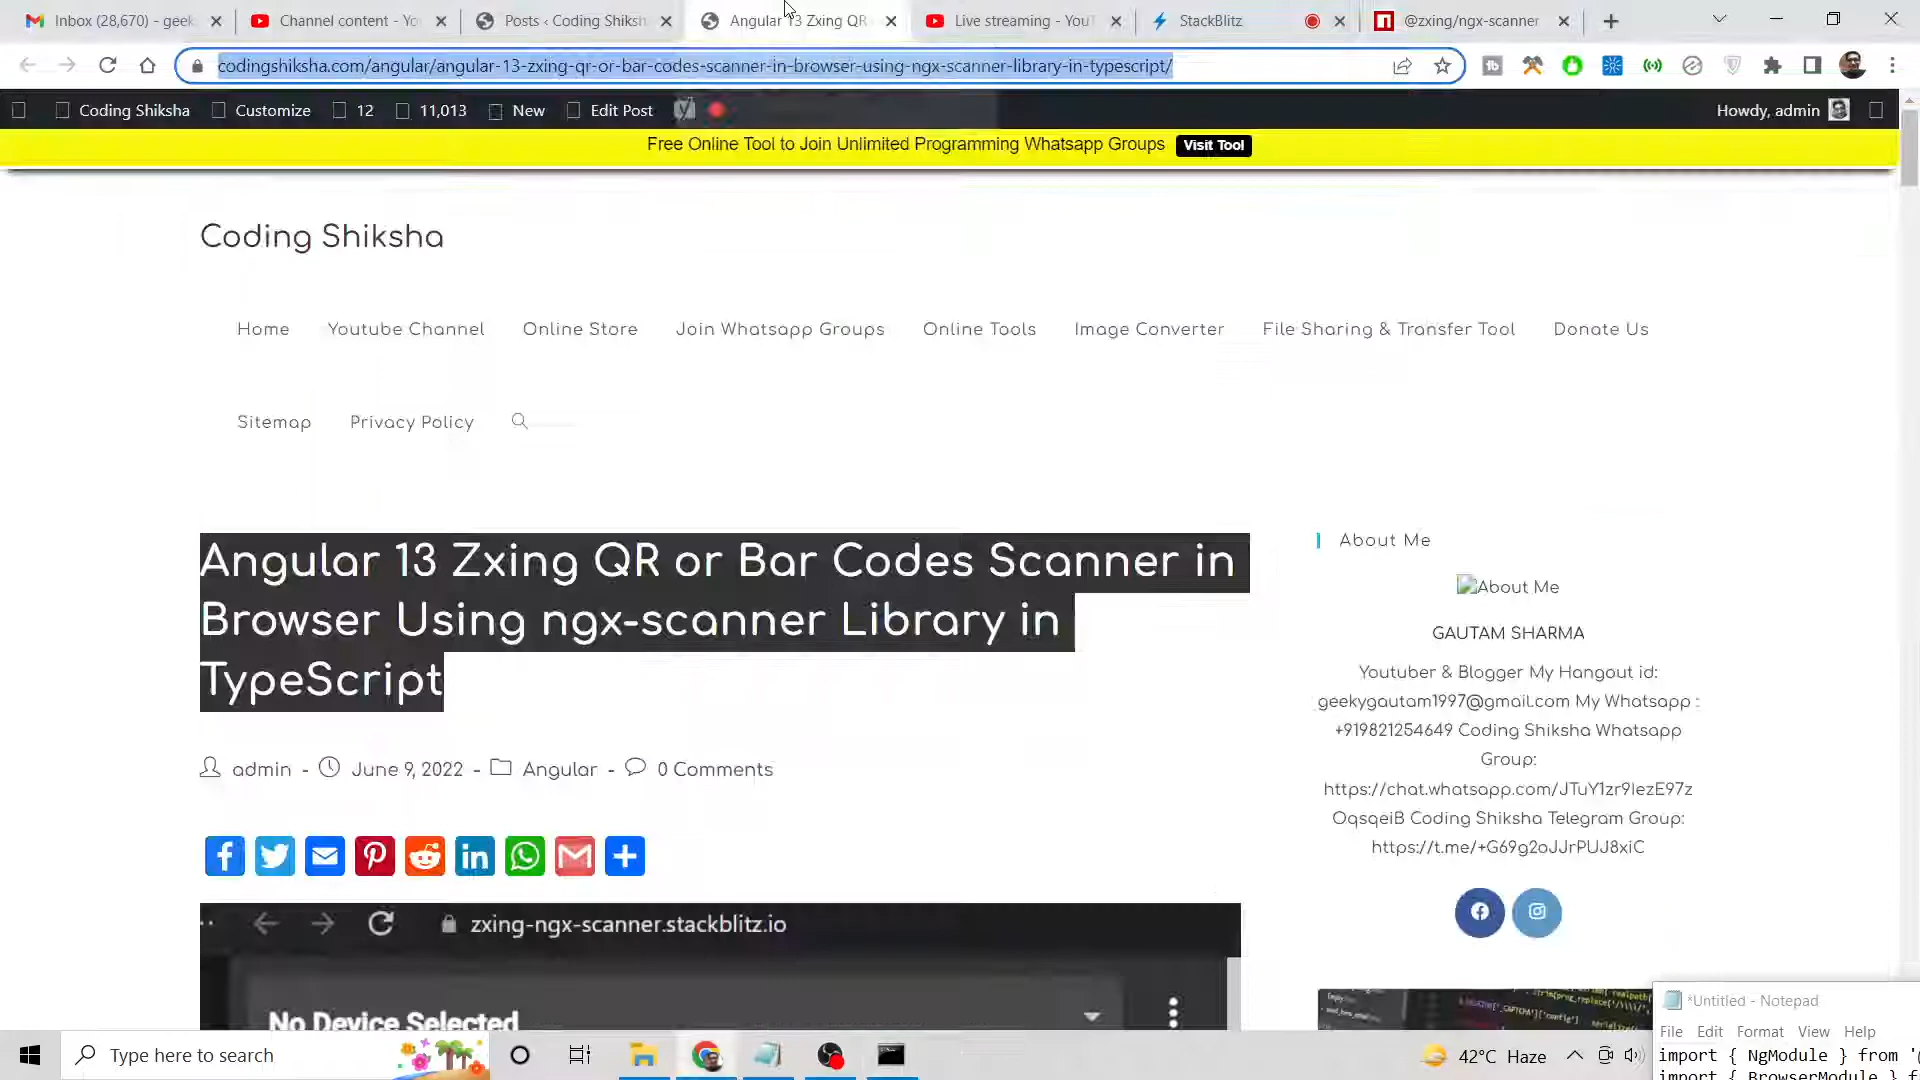 Inbox (28,670) - geek
Channel content - Yo
Posts ‹ Coding Shiksh
Angular 13 Zxing QR
Live streaming - YouT
StackBlitz
@zxing/ngx-scanner
codingshiksha.com/angular/angular-13-zxing-qr-or-bar-codes-scanner-in-browser-using-ngx-scanner-library-in-typescript/
Coding Shiksha
Customize
12
11,013
New
Edit Post
Howdy, admin
Free Online Tool to Join Unlimited Programming Whatsapp Groups Visit Tool
Coding Shiksha
Home
Youtube Channel
Online Store
Join Whatsapp Groups
Online Tools
Image Converter
File Sharing & Transfer Tool
Donate Us
Sitemap
Privacy Policy
Angular 13 Zxing QR or Bar Codes Scanner in
Browser Using ngx-scanner Library in
TypeScript
admin - June 9, 2022 - Angular - 0 Comments
zxing-ngx-scanner.stackblitz.io
No Device Selected
About Me
About Me
GAUTAM SHARMA
Youtuber & Blogger My Hangout id:
geekygautam1997@gmail.com My Whatsapp :
+919821254649 Coding Shiksha Whatsapp
Group:
https://chat.whatsapp.com/JTuY1zr9IezE97z
OqsqeiB Coding Shiksha Telegram Group:
https://t.me/+G69g2oJJrPUJ8xiC
*Untitled - Notepad
File Edit Format View Help
import { NgModule } from '
import { BrowserModule } f
Type here to search
42°C Haze